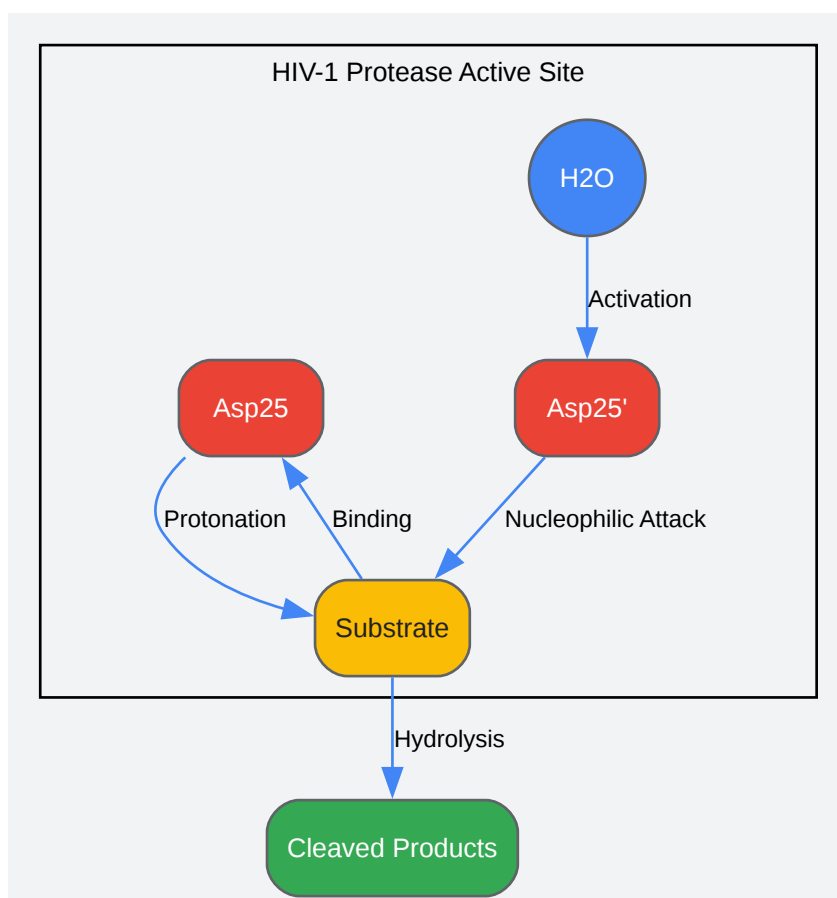 HIV-1 Protease Active Site
H2O
Activation
Asp25
Asp25'
Protonation
Binding
Nucleophilic Attack
Substrate
Hydrolysis
Cleaved Products